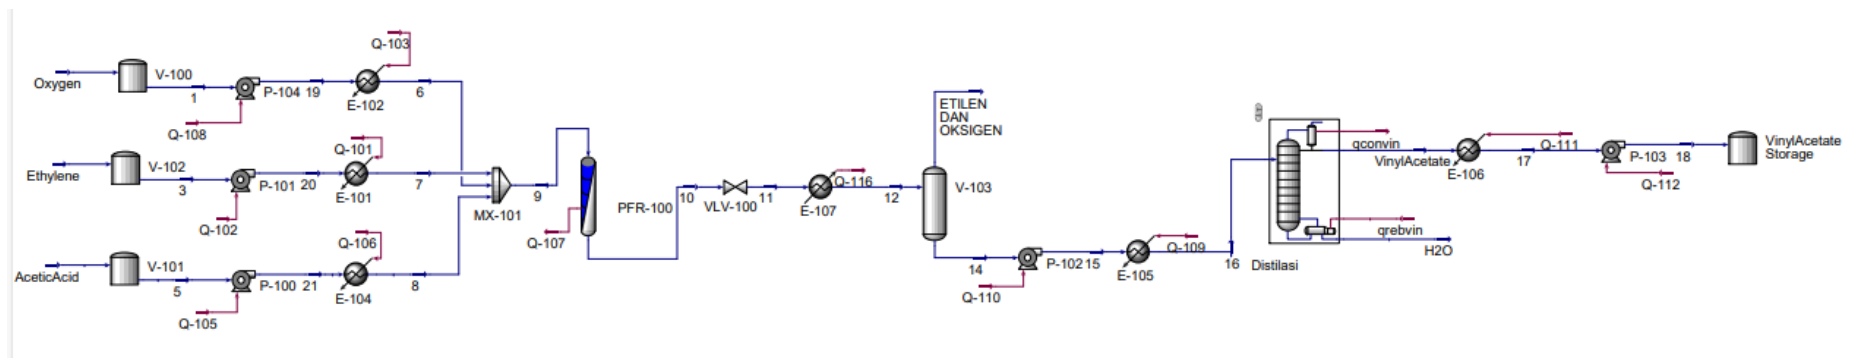 Oxygen
V-100
1
Q-108
P-104
19
Q-103
E-102
6
Ethylene
V-102
3
Q-102
P-101
20
Q-101
E-101
7
AceticAcid
V-101
5
Q-105
P-100
21
Q-106
E-104
8
MX-101
9
Q-107
PFR-100
10
VLV-100
11
Q-116
E-107
12
ETILEN
DAN
OKSIGEN
V-103
14
Q-110
P-102
15
Q-109
E-105
16
Distilasi
qconvin
VinylAcetate
qrebvin
H2O
Q-111
E-106
17
P-103
18
Q-112
VinylAcetate
Storage